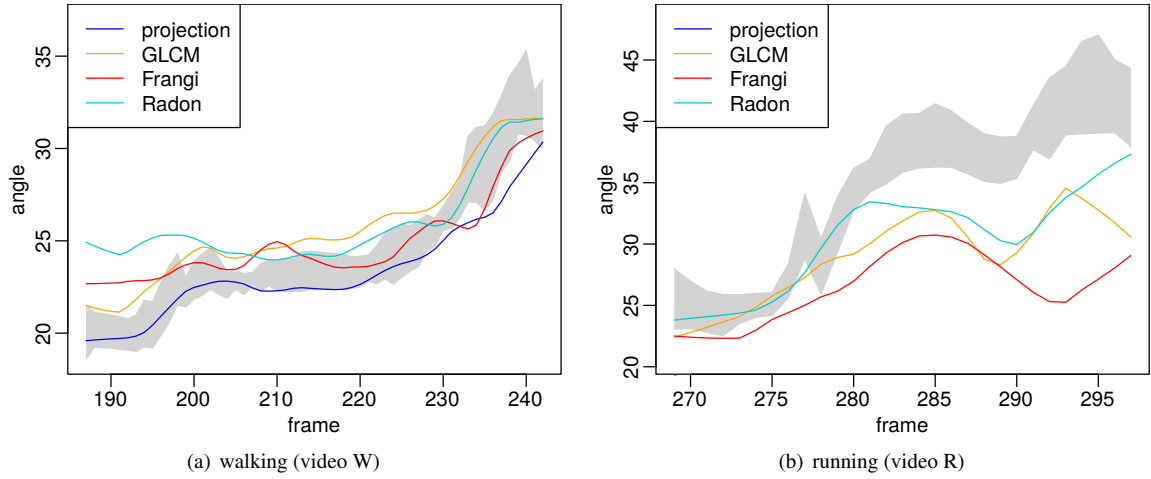 projection
GLCM
Frangi
Radon
35
30
25
20
angle
190 200 210 220 230 240
frame
(a) walking (video W)
projection
GLCM
Frangi
Radon
45
40
35
30
25
20
angle
270 275 280 285 290 295
frame
(b) running (video R)